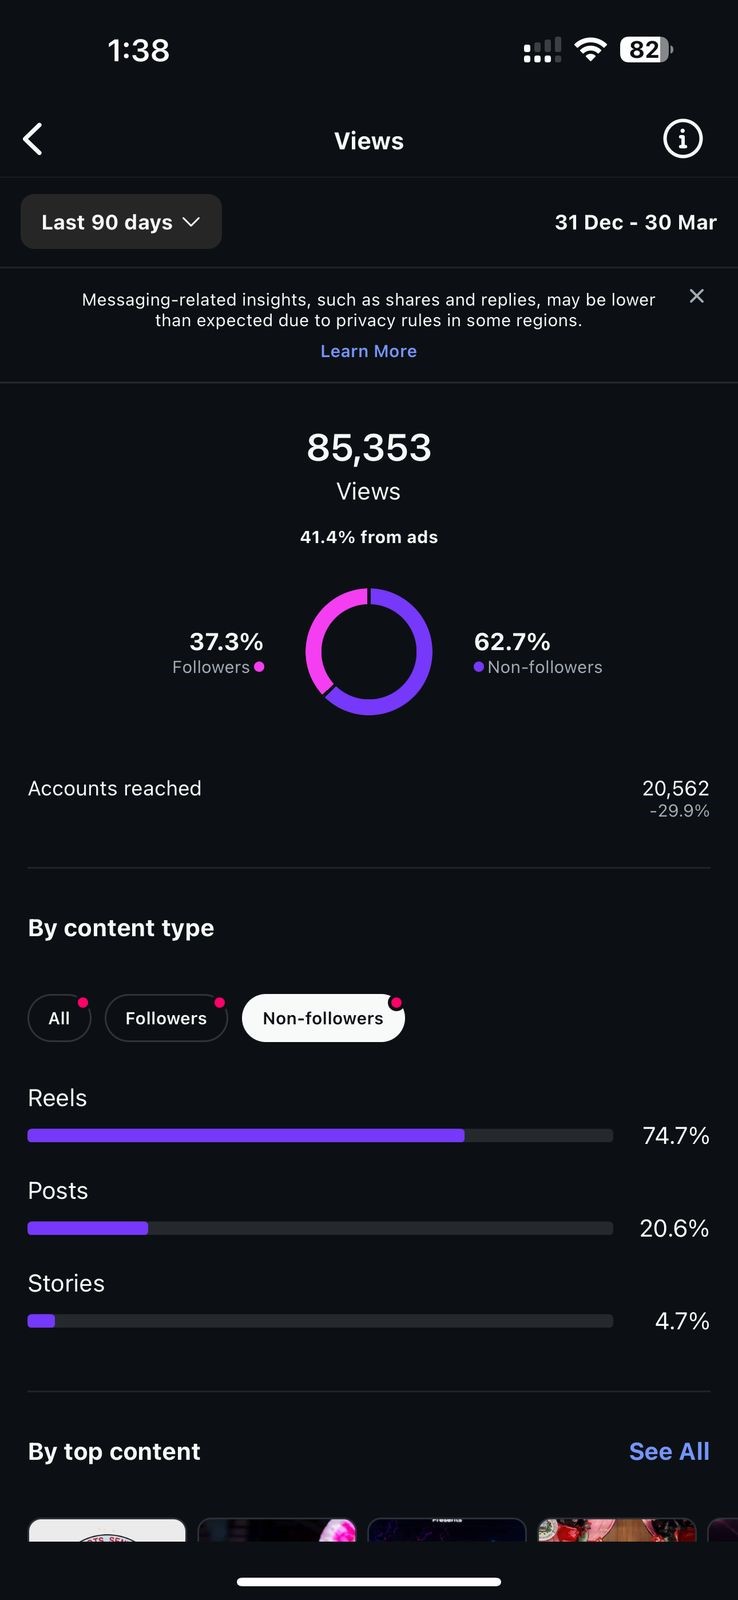 1:38
82
Views
Last 90 days
31 Dec - 30 Mar
Messaging-related insights, such as shares and replies, may be lower
than expected due to privacy rules in some regions.
Learn More
85,353
Views
41.4% from ads
37.3%
Followers
62.7%
Non-followers
Accounts reached
20,562
-29.9%
By content type
All
Followers
Non-followers
Reels
74.7%
Posts
20.6%
Stories
4.7%
By top content
See All
Presents